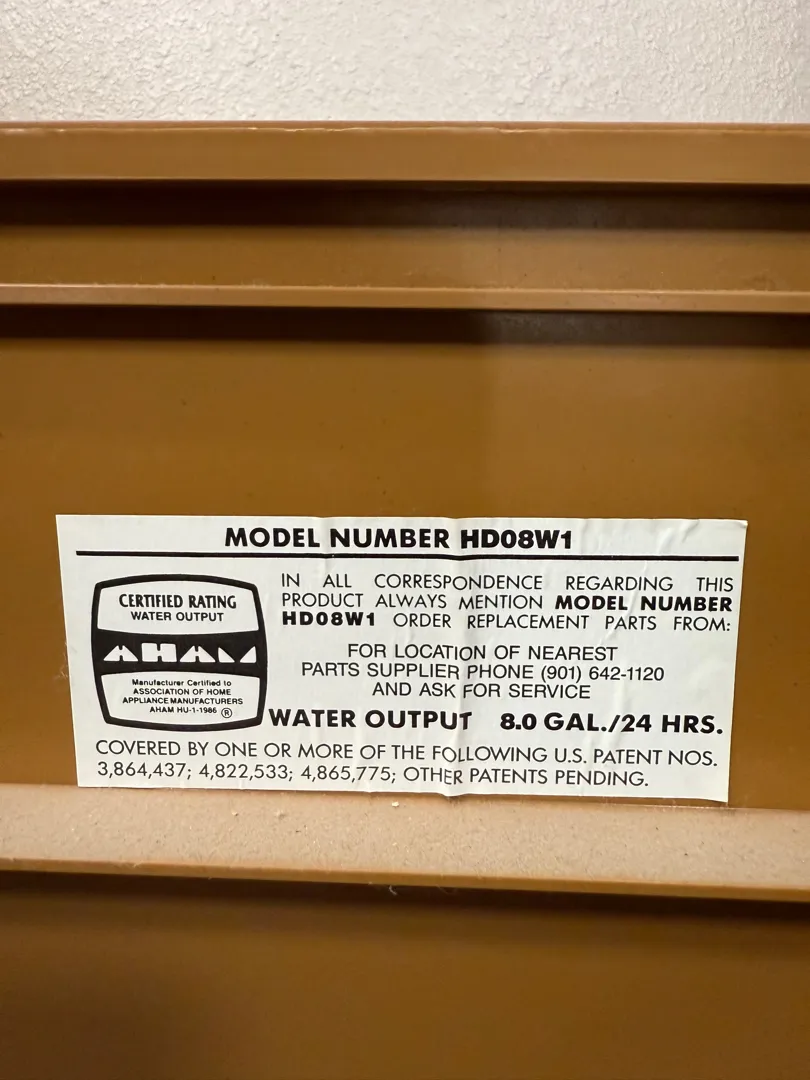 MODEL NUMBER HD08W1
CERTIFIED RATING
WATER OUTPUT
AHAM
Manufacturer Certified to
ASSOCIATION OF HOME
APPLIANCE MANUFACTURERS
AHAM HU-1-1986 ®
IN ALL CORRESPONDENCE REGARDING THIS
PRODUCT ALWAYS MENTION MODEL NUMBER
HD08W1 ORDER REPLACEMENT PARTS FROM:
FOR LOCATION OF NEAREST
PARTS SUPPLIER PHONE (901) 642-1120
AND ASK FOR SERVICE
WATER OUTPUT 8.0 GAL./24 HRS.
COVERED BY ONE OR MORE OF THE FOLLOWING U.S. PATENT NOS.
3,864,437; 4,822,533; 4,865,775; OTHER PATENTS PENDING.